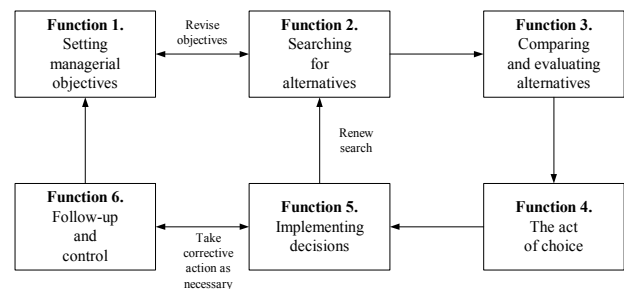 Function 1.
Setting
managerial
objectives
Revise
objectives
Function 2.
Searching
for
alternatives
Function 3.
Comparing
and evaluating
alternatives
Renew
search
Function 6.
Follow-up
and
control
Take
corrective
action as
necessary
Function 5.
Implementing
decisions
Function 4.
The act
of choice